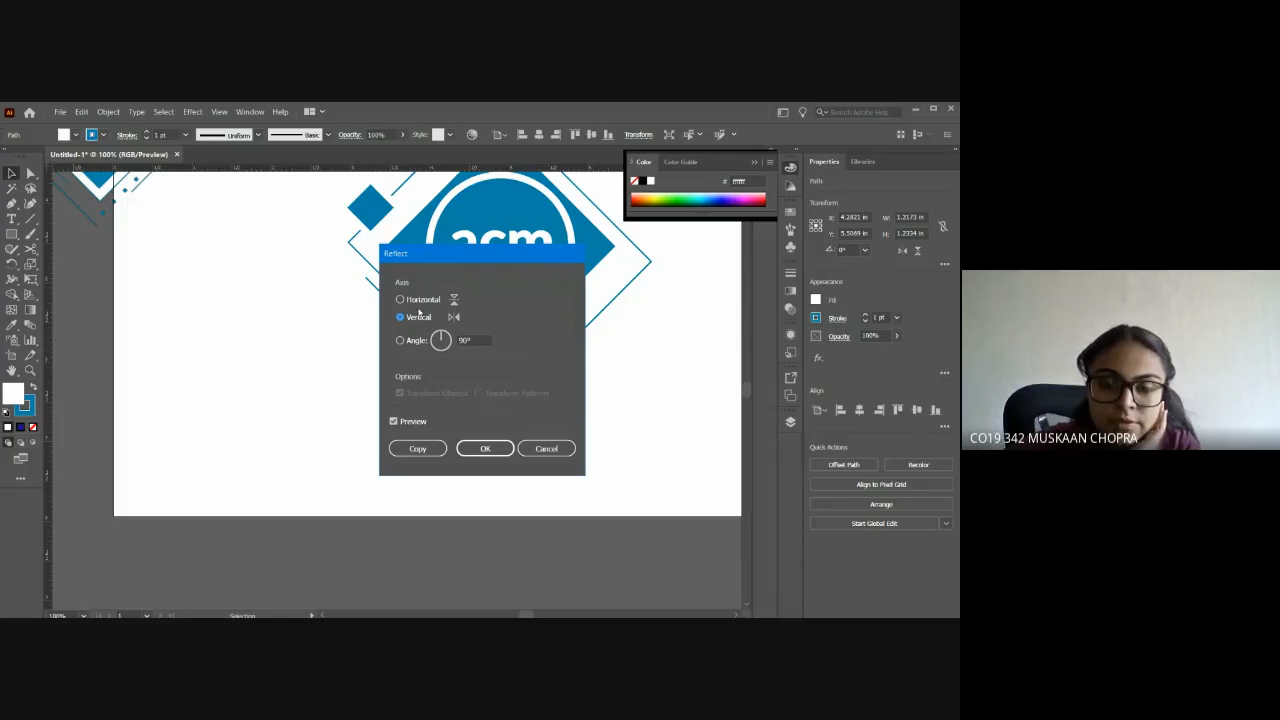 Ai File Edit Object Type Select Effect View Window Help Search Adobe Help
Path Stroke: 1 pt Uniform Basic Opacity: 100% Style: Transform
Untitled-1* @ 100% (RGB/Preview) ×
Color Color Guide
# ffffff
Properties Libraries
Path
Transform
X: 4.2821 in W: 1.2173 in
Y: 5.5069 in H: 1.2334 in
0°
Appearance
Fill
Stroke 1 pt
Opacity 100%
fx.
Align
Quick Actions
Offset Path Recolor
Align to Pixel Grid
Arrange
Start Global Edit
acm
Reflect
Axis
Horizontal
Vertical
Angle: 90°
Options
Transform Objects Transform Patterns
Preview
Copy OK Cancel
100% 1 Selection
CO19 342 MUSKAAN CHOPRA